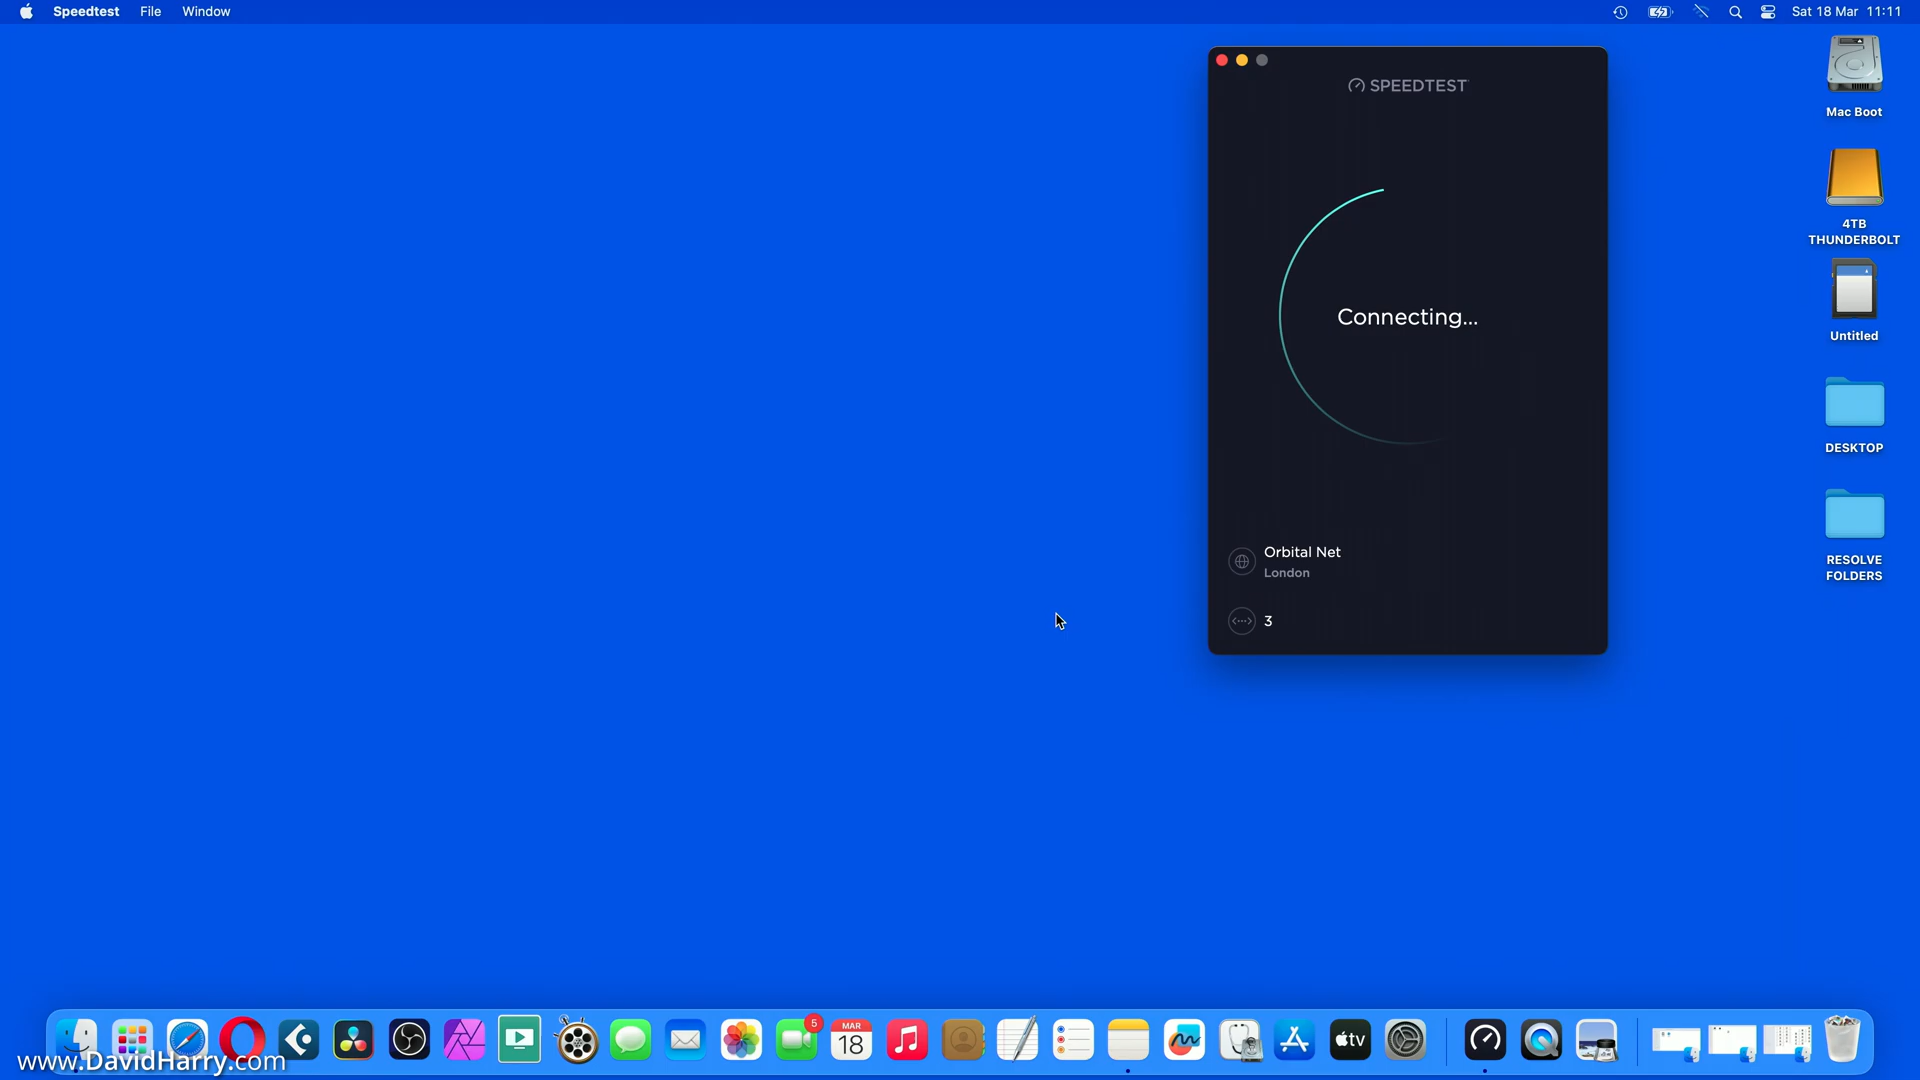 Speedtest File Window
Sat 18 Mar 11:11
SPEEDTEST
Connecting...
Orbital Net
London
3
Mac Boot
4TB
THUNDERBOLT
Untitled
DESKTOP
RESOLVE
FOLDERS
5
MAR
18
tv
www.DavidHarry.com